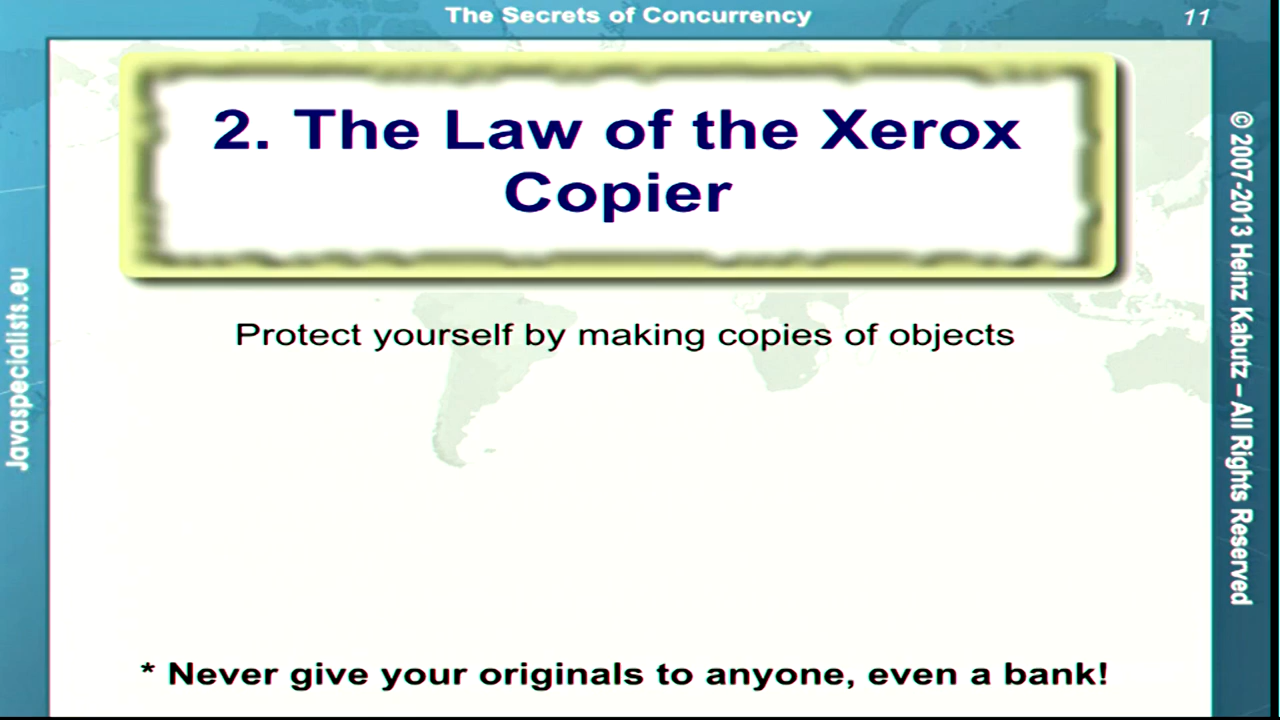 The Secrets of Concurrency
11
2. The Law of the Xerox
Copier
Protect yourself by making copies of objects
* Never give your originals to anyone, even a bank!
Javaspecialists.eu
© 2007-2013 Heinz Kabutz – All Rights Reserved